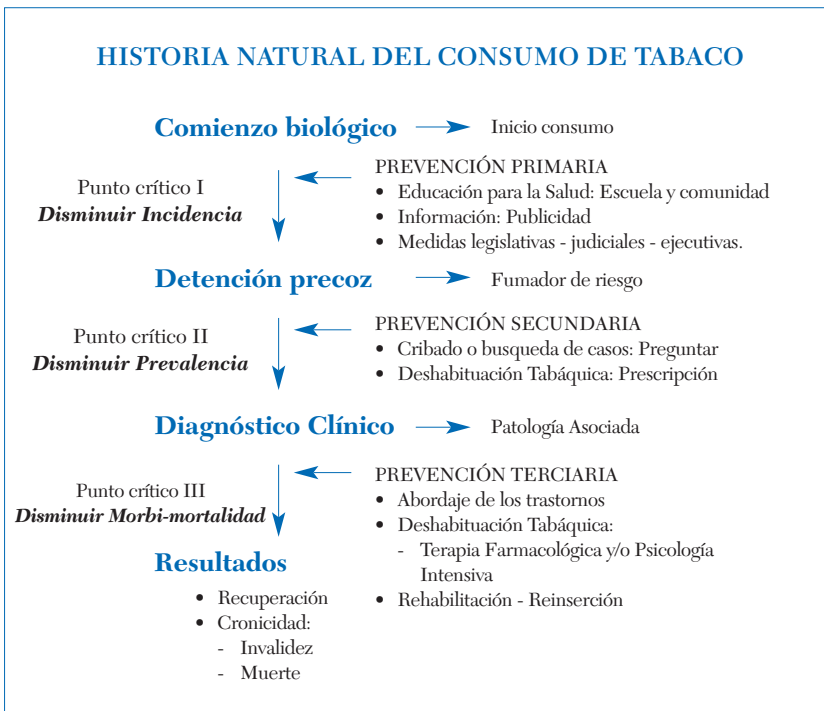 HISTORIA NATURAL DEL CONSUMO DE TABACO
Comienzo biológico
Inicio consumo
Punto crítico I
Disminuir Incidencia
PREVENCIÓN PRIMARIA
• Educación para la Salud: Escuela y comunidad
• Información: Publicidad
• Medidas legislativas - judiciales - ejecutivas.
Detención precoz
Fumador de riesgo
Punto crítico II
Disminuir Prevalencia
PREVENCIÓN SECUNDARIA
• Cribado o busqueda de casos: Preguntar
• Deshabituación Tabáquica: Prescripción
Diagnóstico Clínico
Patología Asociada
Punto crítico III
Disminuir Morbi-mortalidad
PREVENCIÓN TERCIARIA
• Abordaje de los trastornos
• Deshabituación Tabáquica:
- Terapia Farmacológica y/o Psicología
Intensiva
• Rehabilitación - Reinserción
Resultados
• Recuperación
• Cronicidad:
- Invalidez
- Muerte